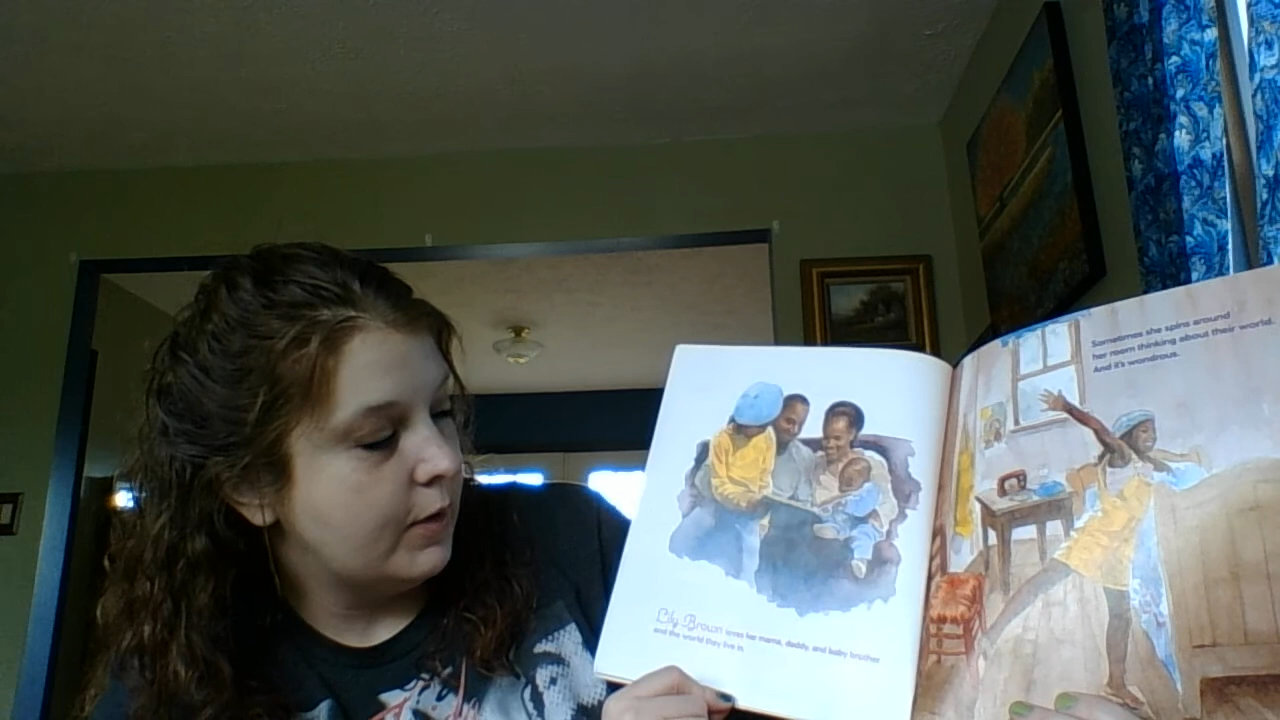 Lily Brown loves her mama, daddy, and baby brother
and the world they live in.
Sometimes she spins around
her room thinking about their world.
And it's wondrous.